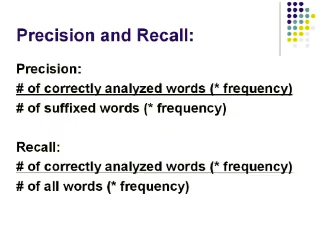 Precision and Recall:
Precision:
# of correctly analyzed words (* frequency)
# of suffixed words (* frequency)
Recall:
# of correctly analyzed words (* frequency)
# of all words (* frequency)